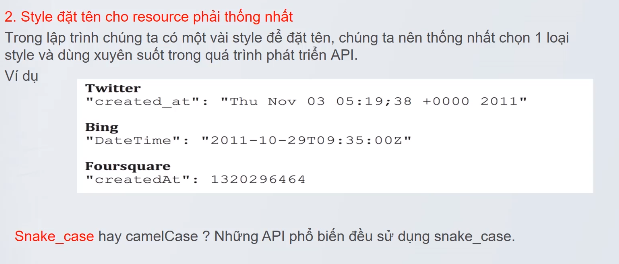 2. Style đặt tên cho resource phải thống nhất
Trong lập trình chúng ta có một vài style để đặt tên, chúng ta nên thống nhất chọn 1 loại
style và dùng xuyên suốt trong quá trình phát triển API.
Ví dụ
Twitter
"created_at": "Thu Nov 03 05:19;38 +0000 2011"
Bing
"DateTime": "2011-10-29T09:35:00Z"
Foursquare
"createdAt": 1320296464
Snake_case hay camelCase ? Những API phổ biến đều sử dụng snake_case.